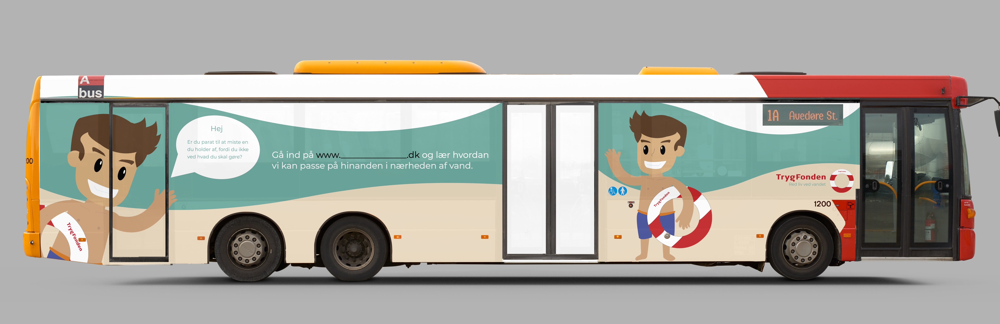 A
bus
00
Hej
Er du parat til at miste en
du holder af, fordi du ikke
ved hvad du skal gøre?
Gå ind på www.______________.dk og lær hvordan
vi kan passe på hinanden i nærheden af vand.
1A Avedøre St.
TrygFonden
TrygFonden
Red liv ved vandet
TrygFonden
TrygFonden
1200